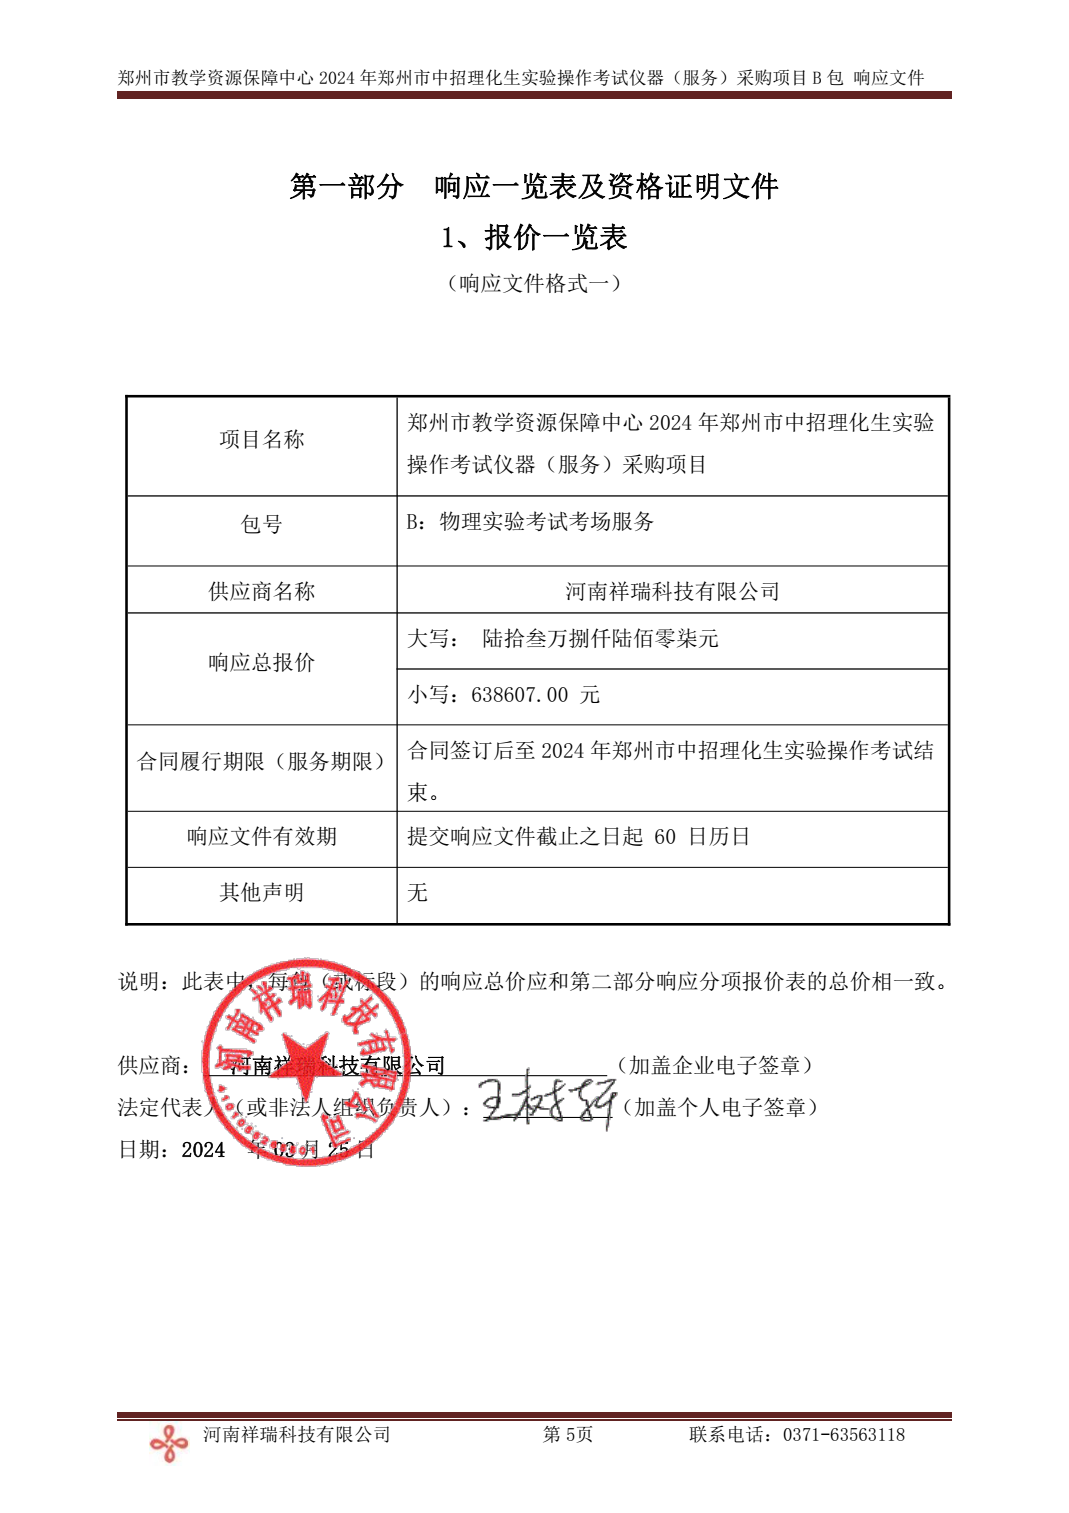 郑州市教学资源保障中心 2024 年郑州市中招理化生实验操作考试仪器（服务）采购项目 B 包 响应文件
第一部分 响应一览表及资格证明文件
1、报价一览表
（响应文件格式一）
项目名称
郑州市教学资源保障中心 2024 年郑州市中招理化生实验
操作考试仪器（服务）采购项目
包号
B：物理实验考试考场服务
供应商名称
河南祥瑞科技有限公司
响应总报价
大写： 陆拾叁万捌仟陆佰零柒元
小写：638607.00 元
合同履行期限（服务期限）
合同签订后至 2024 年郑州市中招理化生实验操作考试结
束。
响应文件有效期
提交响应文件截止之日起 60 日历日
其他声明
无
说明：此表中，每包（或标段）的响应总价应和第二部分响应分项报价表的总价相一致。
供应商： 河南祥瑞科技有限公司 （加盖企业电子签章）
法定代表人（或非法人组织负责人）：王树轩（加盖个人电子签章）
日期：2024 年 03 月 25 日
河南祥瑞科技有限公司
河南祥瑞科技有限公司 第 5页 联系电话：0371-63563118